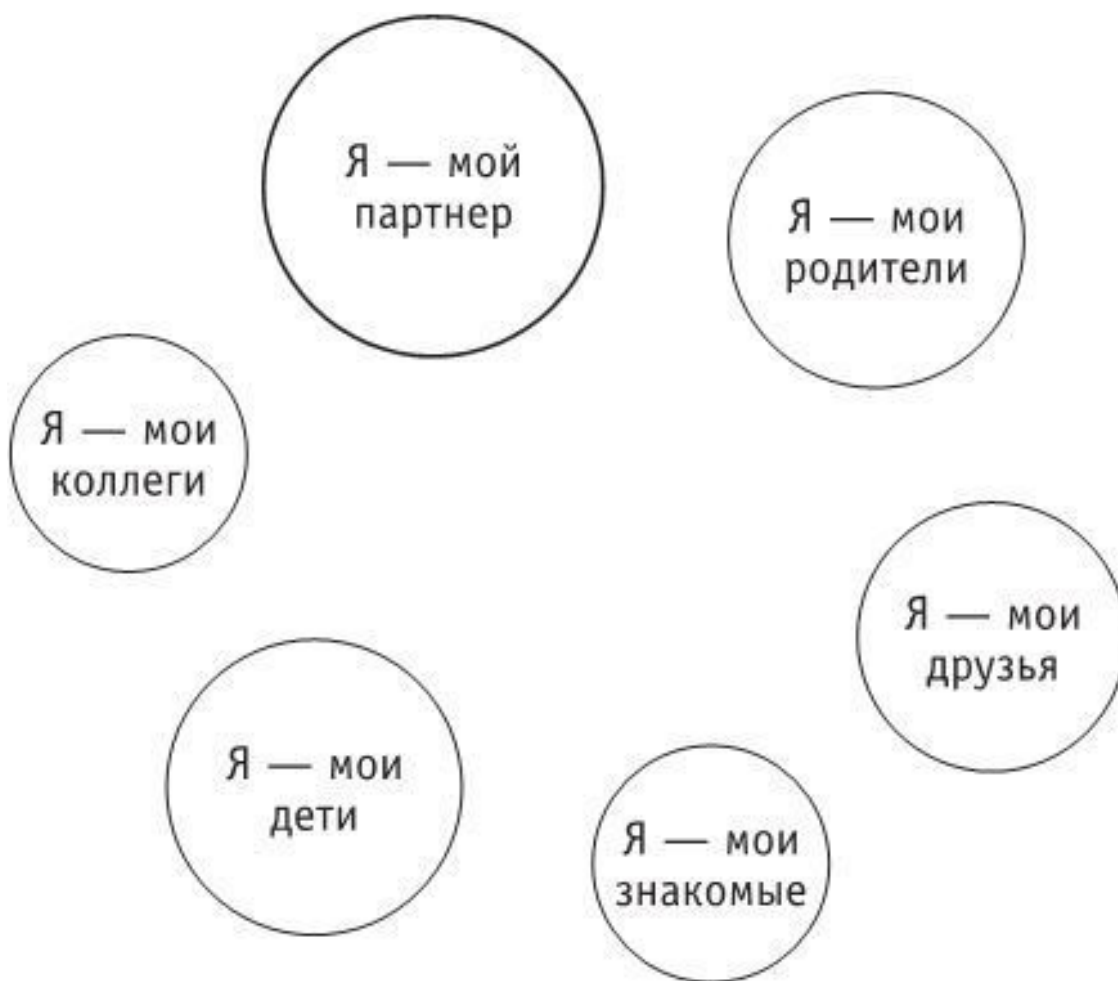 Я — мой
партнер
Я — мои
родители
Я — мои
коллеги
Я — мои
друзья
Я — мои
дети
Я — мои
знакомые